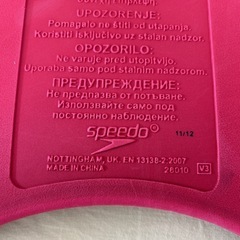 UPOZORENJE:
Pomagalo ne štiti od utapanja.
Koristiti isključivo uz stalan nadzor.
OPOZORILO:
Ne varuje pred utopitvijo.
Uporaba samo pod stalnim nadzorom.
ПРЕДУПРЕЖДЕНИЕ:
Не предпазва от потъване.
Използвайте само под
постоянно наблюдение.
speedo
11/12
NOTTINGHAM, UK. EN 13138-2:2007
MADE IN CHINA
26010
V3